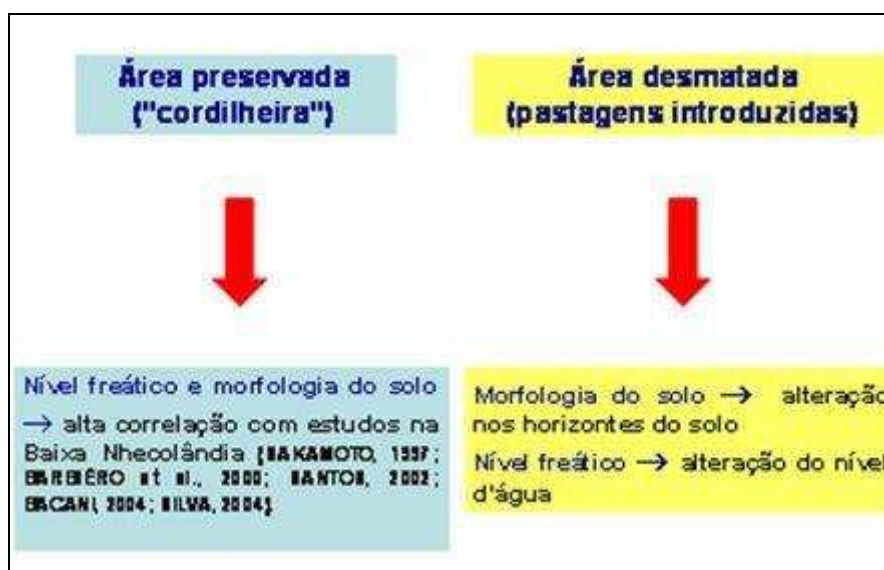 Área preservada
("cordilheira")
Área desmatada
(pastagens introduzidas)
Nível freático e morfologia do solo
→ alta correlação com estudos na
Baixa Nhecolândia (SAKAMOTO, 1997;
BARBIÉRO et al., 2000; SANTOS, 2002;
BACANI, 2004; SILVA, 2004)
Morfologia do solo → alteração
nos horizontes do solo
Nível freático → alteração do nível
d'água